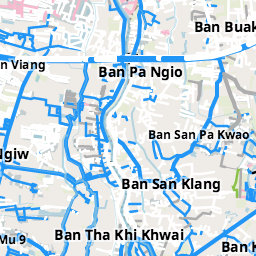 Ban Buak
n Viang
Ban Pa Ngio
Ban San Pa Kwao
Ngiw
Ban San Klang
Ban Tha Khi Khwai
Mu 9
Ban K